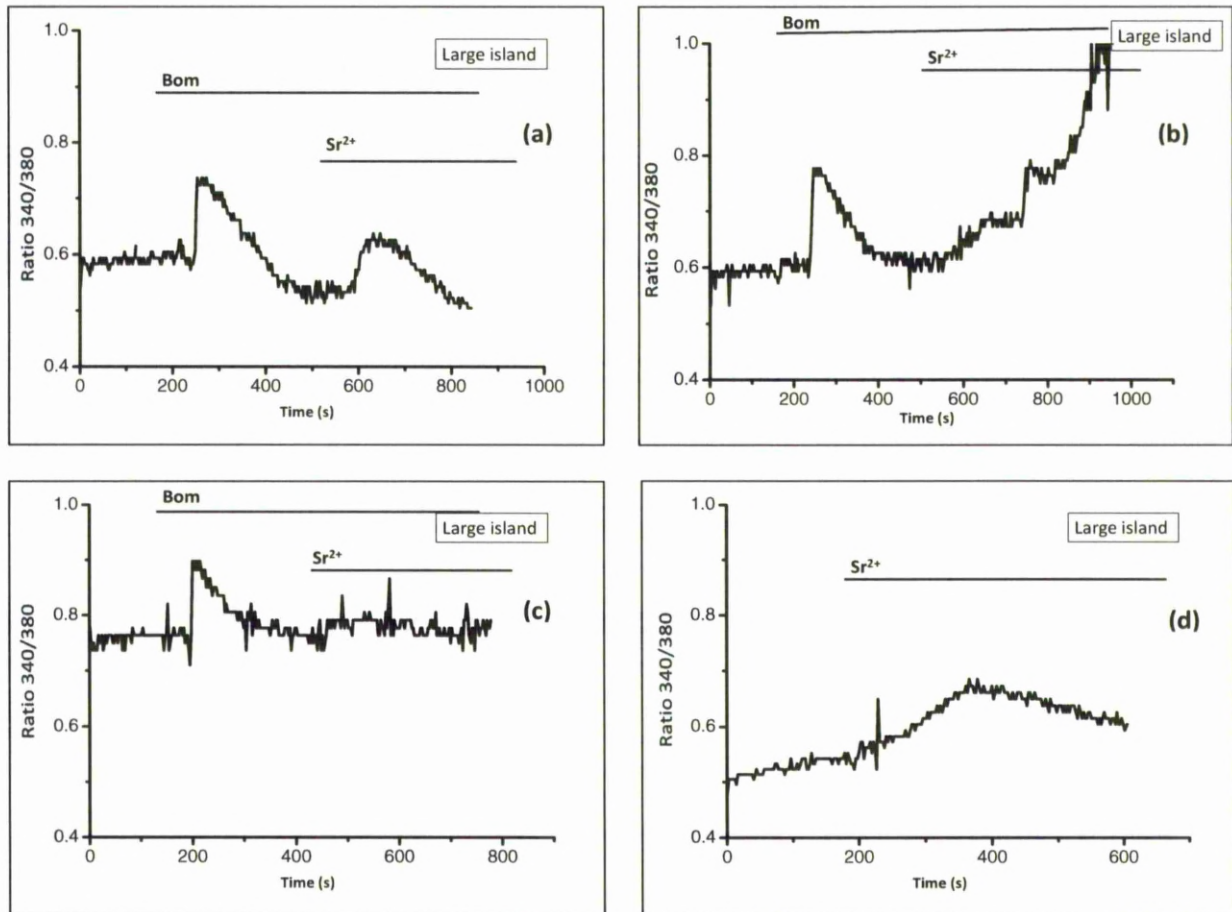 Large island
Bom
Sr²⁺
(a)
Ratio 340/380
1.0
0.8
0.6
0.4
0 200 400 600 800 1000
Time (s)
Bom
Large island
Sr²⁺
(b)
Ratio 340/380
1.0
0.8
0.6
0.4
0 200 400 600 800 1000
Time (s)
Bom
Large island
Sr²⁺
(c)
Ratio 340/380
1.0
0.8
0.6
0.4
0 200 400 600 800
Time (s)
Large island
Sr²⁺
(d)
Ratio 340/380
1.0
0.8
0.6
0.4
0 200 400 600
Time (s)